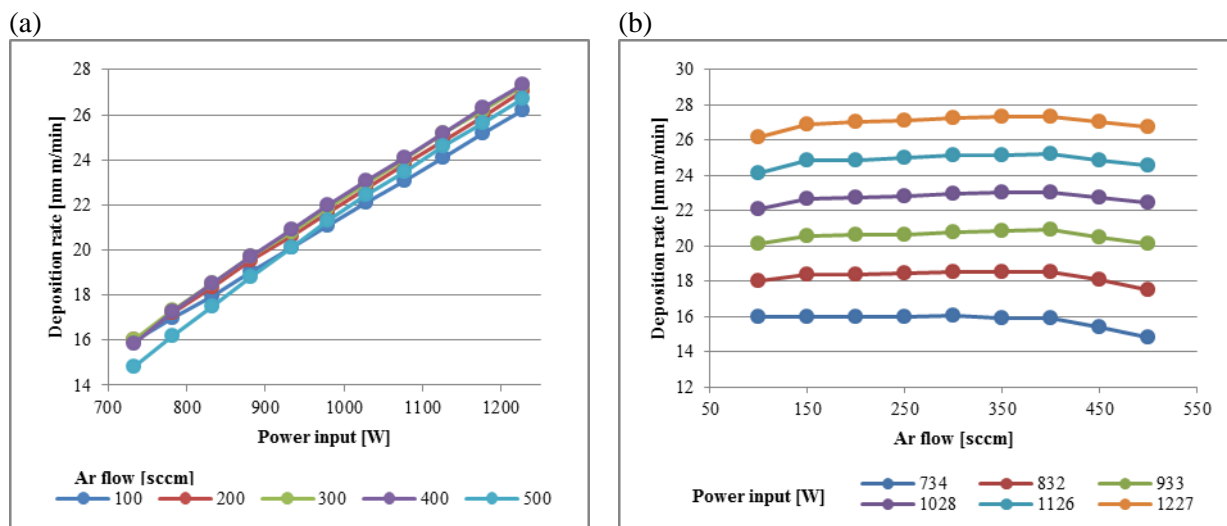 (a)
28
26
24
22
20
18
16
14
700 800 900 1000 1100 1200
Deposition rate [nm m/min]
Power input [W]
Ar flow [sccm]
100 200 300 400 500
(b)
30
28
26
24
22
20
18
16
14
12
50 150 250 350 450 550
Deposition rate [nm m/min]
Ar flow [sccm]
Power input [W]
734 832 933
1028 1126 1227